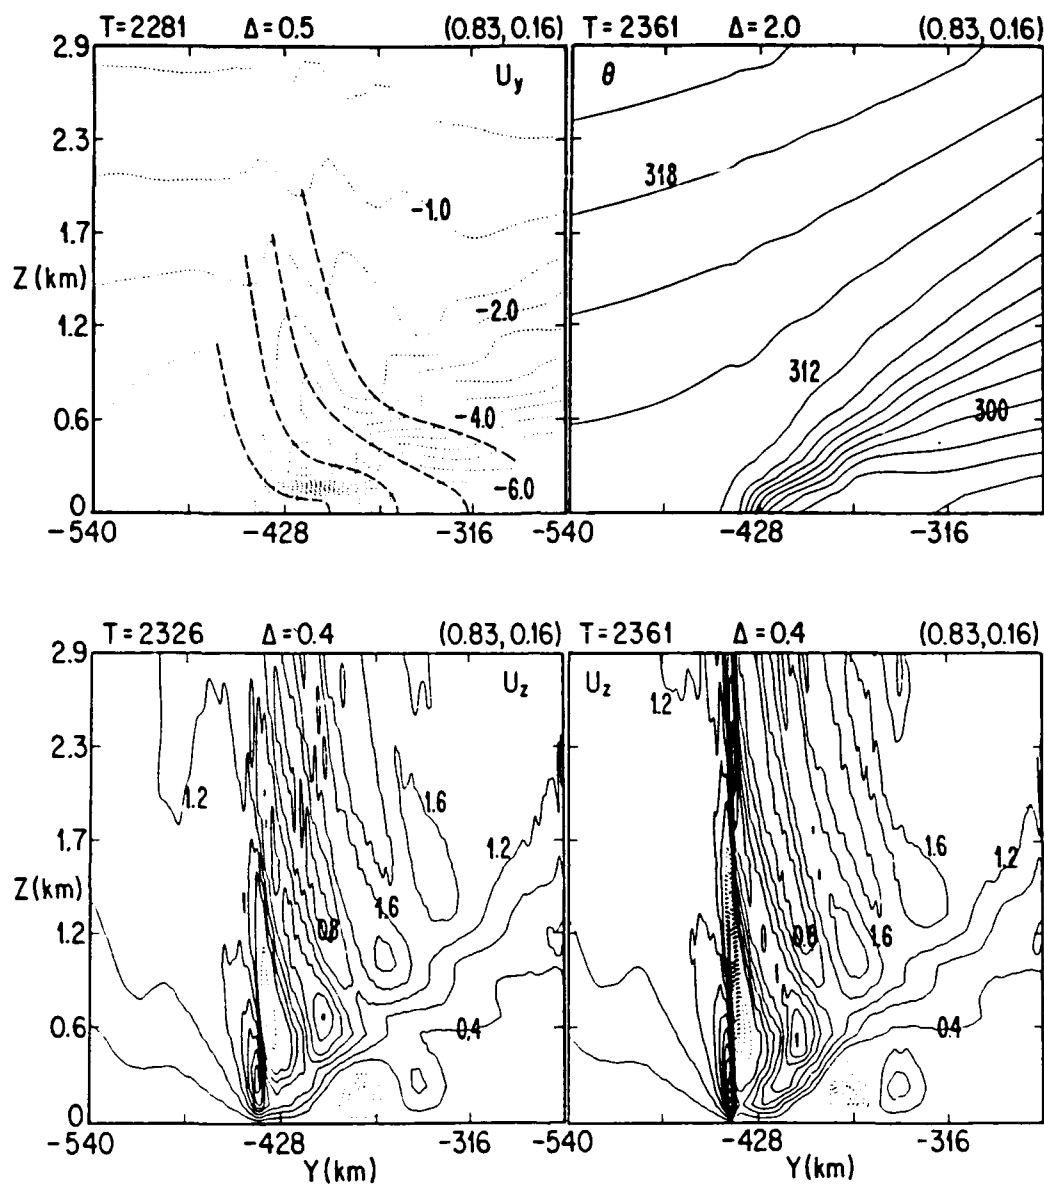 T=2281 Δ=0.5 (0.83,0.16)
T=2361 Δ=2.0 (0.83,0.16)
2.9
2.3
1.7
Z (km)
1.2
0.6
0
Uy
-1.0
-2.0
-4.0
-6.0
θ
318
312
300
-540 -428 -316 -540 -428 -316
T=2326 Δ=0.4 (0.83,0.16)
T=2361 Δ=0.4 (0.83,0.16)
2.9
2.3
1.7
Z (km)
1.2
0.6
0
Uz
1.2
1.6
1.2
0.8
1.6
0.4
Uz
1.2
1.6
1.2
0.8
1.6
0.4
-540 -428 -316 -540 -428 -316
Y (km) Y (km)